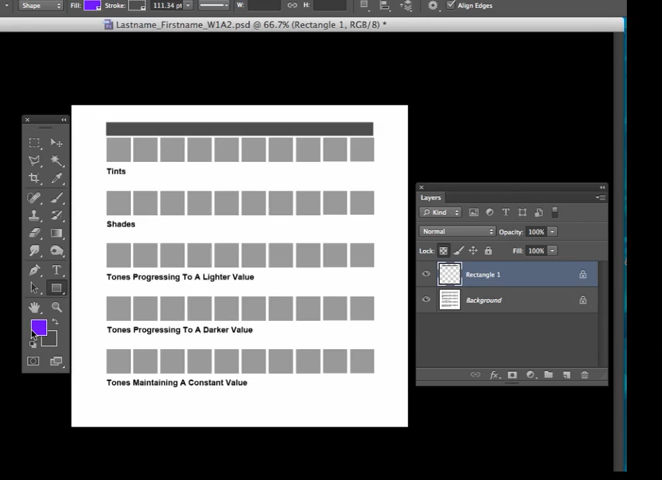 Shape Fill: Stroke: 111.34 pt W: H: Align Edges
Lastname_Firstname_W1A2.psd @ 66.7% (Rectangle 1, RGB/8) *
Tints
Shades
Tones Progressing To A Lighter Value
Tones Progressing To A Darker Value
Tones Maintaining A Constant Value
Layers
Kind
Normal Opacity: 100%
Lock: Fill: 100%
Rectangle 1
Background
fx